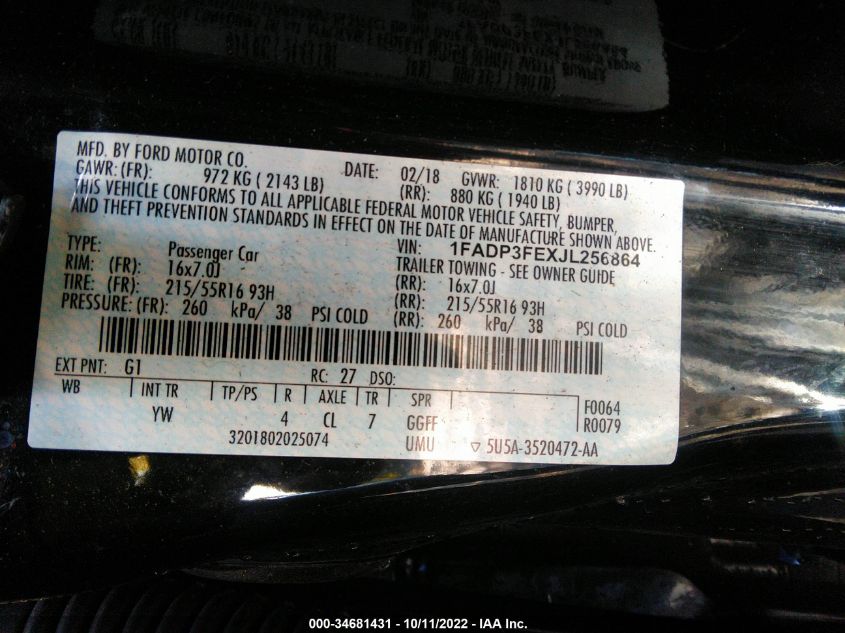 MFD. BY FORD MOTOR CO. DATE: 02/18 GVWR: 1810 KG ( 3990 LB)
GAWR: (FR): 972 KG ( 2143 LB) (RR): 880 KG ( 1940 LB)
THIS VEHICLE CONFORMS TO ALL APPLICABLE FEDERAL MOTOR VEHICLE SAFETY, BUMPER,
AND THEFT PREVENTION STANDARDS IN EFFECT ON THE DATE OF MANUFACTURE SHOWN ABOVE.
VIN: 1FADP3FEXJL256864
TYPE: Passenger Car TRAILER TOWING - SEE OWNER GUIDE
RIM: (FR): 16x7.0J (RR): 16x7.0J
TIRE: (FR): 215/55R16 93H (RR): 215/55R16 93H
PRESSURE: (FR): 260 kPa/ 38 PSI COLD (RR): 260 kPa/ 38 PSI COLD
EXT PNT: G1 RC: 27 DSO:
WB INT TR TP/PS R AXLE TR SPR F0064
YW 4 CL 7 GGFF R0079
3201802025074 UMU ▽ 5U5A-3520472-AA
000-34681431 - 10/11/2022 - IAA Inc.